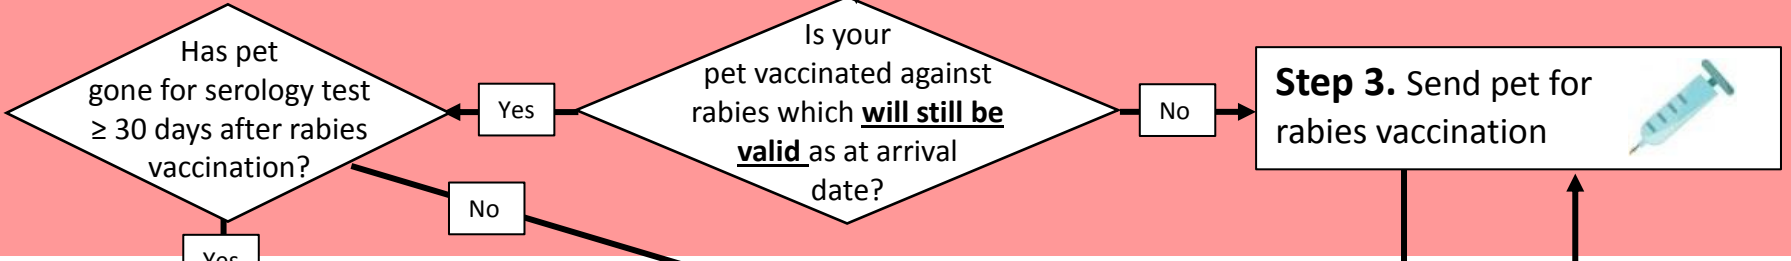 Has pet
gone for serology test
≥ 30 days after rabies
vaccination?
Yes
Is your
pet vaccinated against
rabies which will still be
valid as at arrival
date?
No
Step 3. Send pet for
rabies vaccination
No
Yes